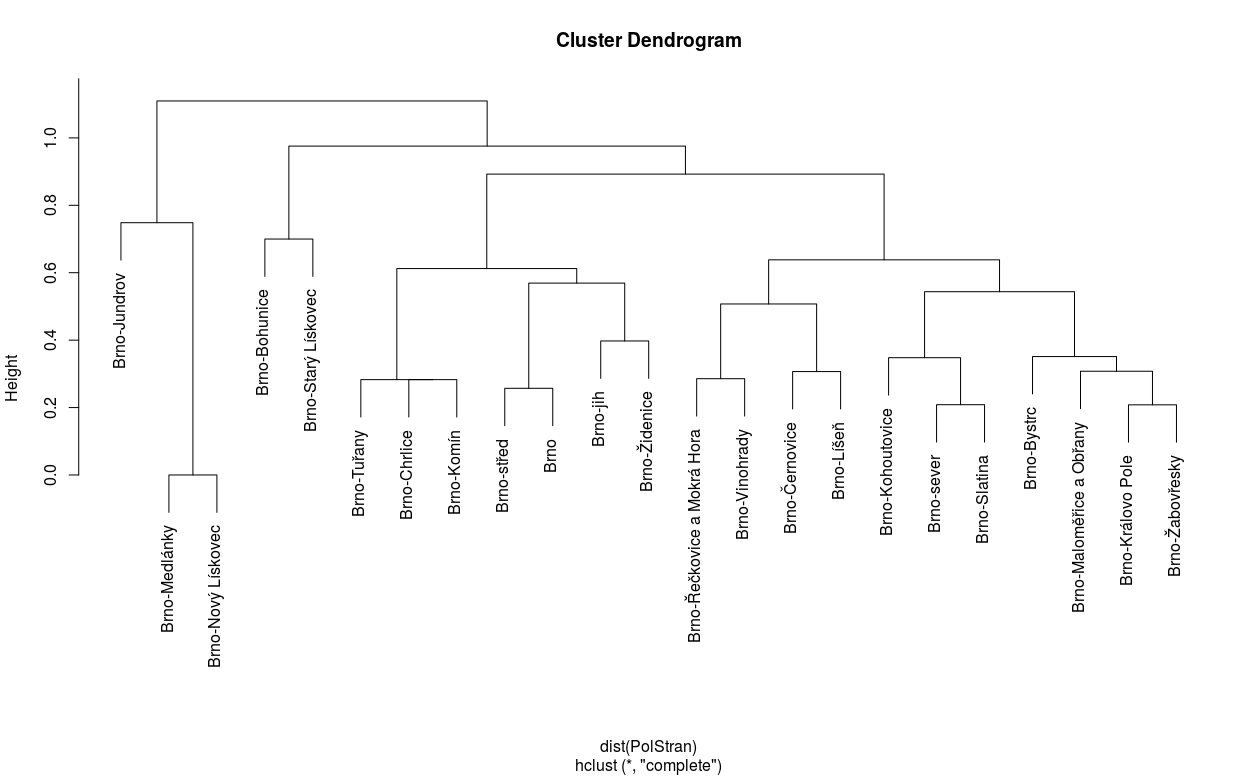 Cluster Dendrogram
Height
0.0
0.2
0.4
0.6
0.8
1.0
Brno-Jundrov
Brno-Medlánky
Brno-Nový Lískovec
Brno-Bohunice
Brno-Starý Lískovec
Brno-Tuřany
Brno-Chrlice
Brno-Komín
Brno-střed
Brno
Brno-jih
Brno-Židenice
Brno-Řečkovice a Mokrá Hora
Brno-Vinohrady
Brno-Černovice
Brno-Líšeň
Brno-Kohoutovice
Brno-sever
Brno-Slatina
Brno-Bystrc
Brno-Maloměřice a Obřany
Brno-Královo Pole
Brno-Žabovřesky
dist(PolStran)
hclust (*, "complete")